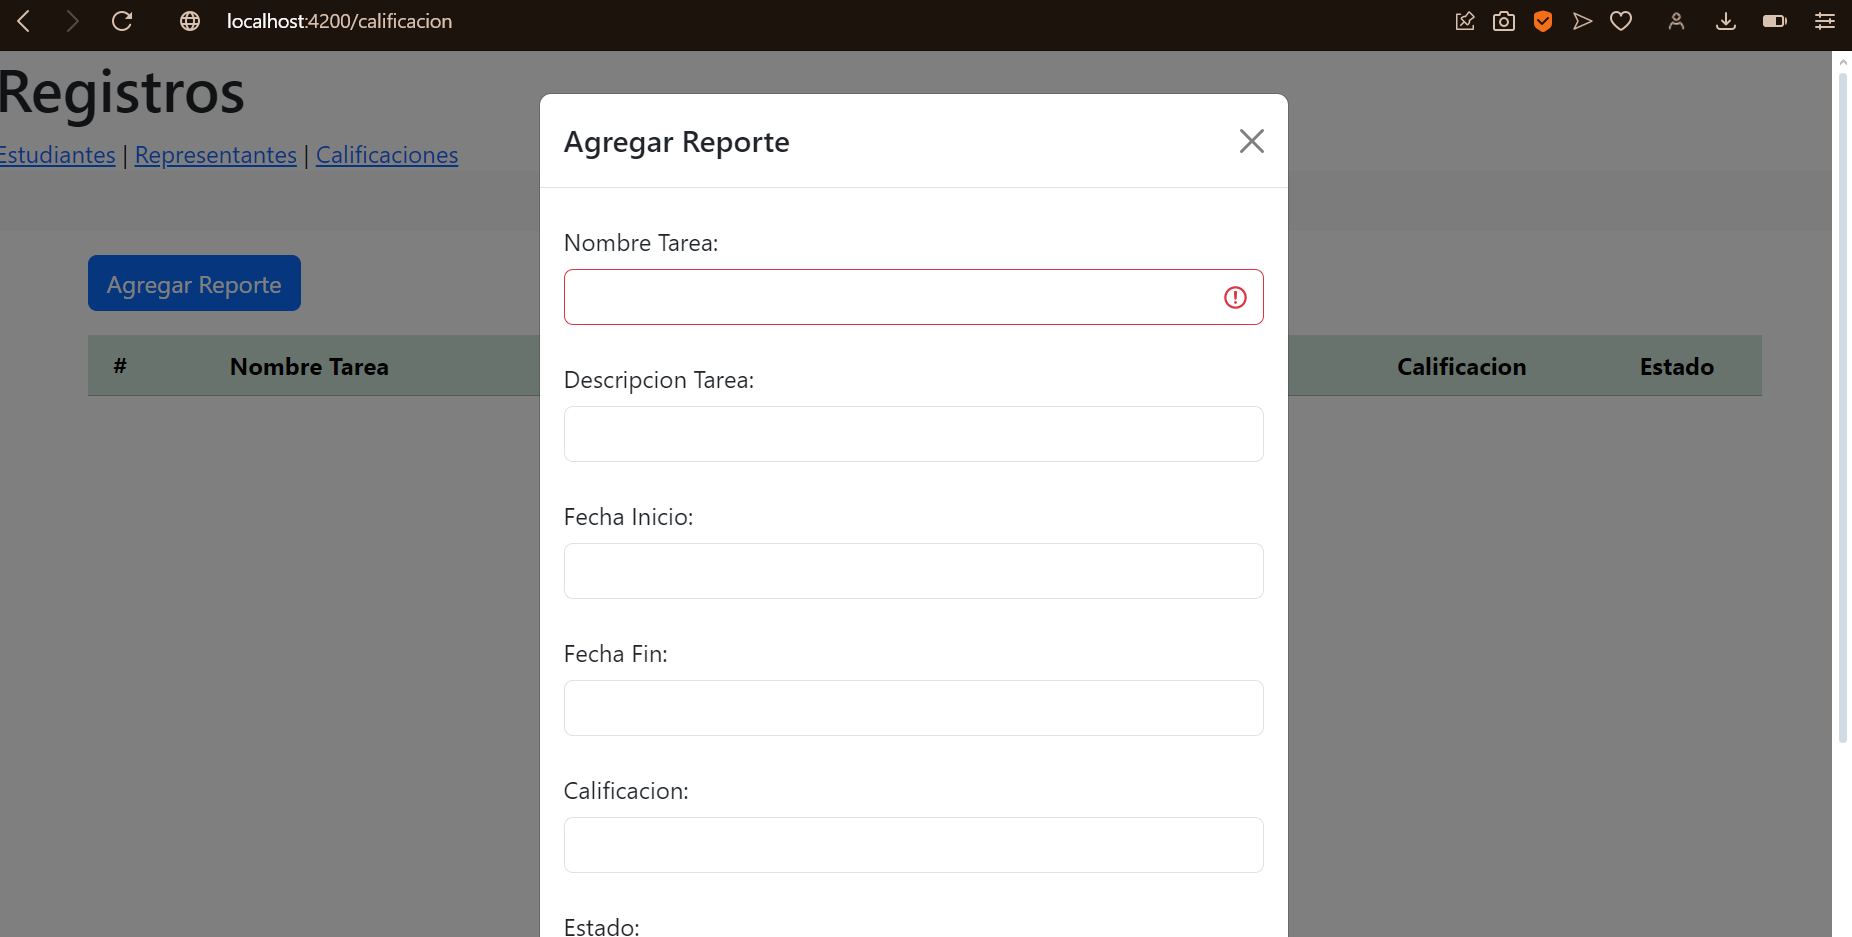 localhost:4200/calificacion
Registros
Estudiantes | Representantes | Calificaciones
Agregar Reporte
# Nombre Tarea Calificacion Estado
Agregar Reporte
Nombre Tarea:
Descripcion Tarea:
Fecha Inicio:
Fecha Fin:
Calificacion:
Estado: